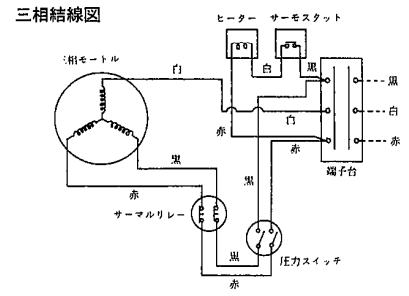 三相結線図
ヒーター
サーモスタット
三相モートル
白
白
黒
黒
白
白
赤
赤
赤
端子台
黒
黒
赤
サーマルリレー
黒
圧力スイッチ
赤